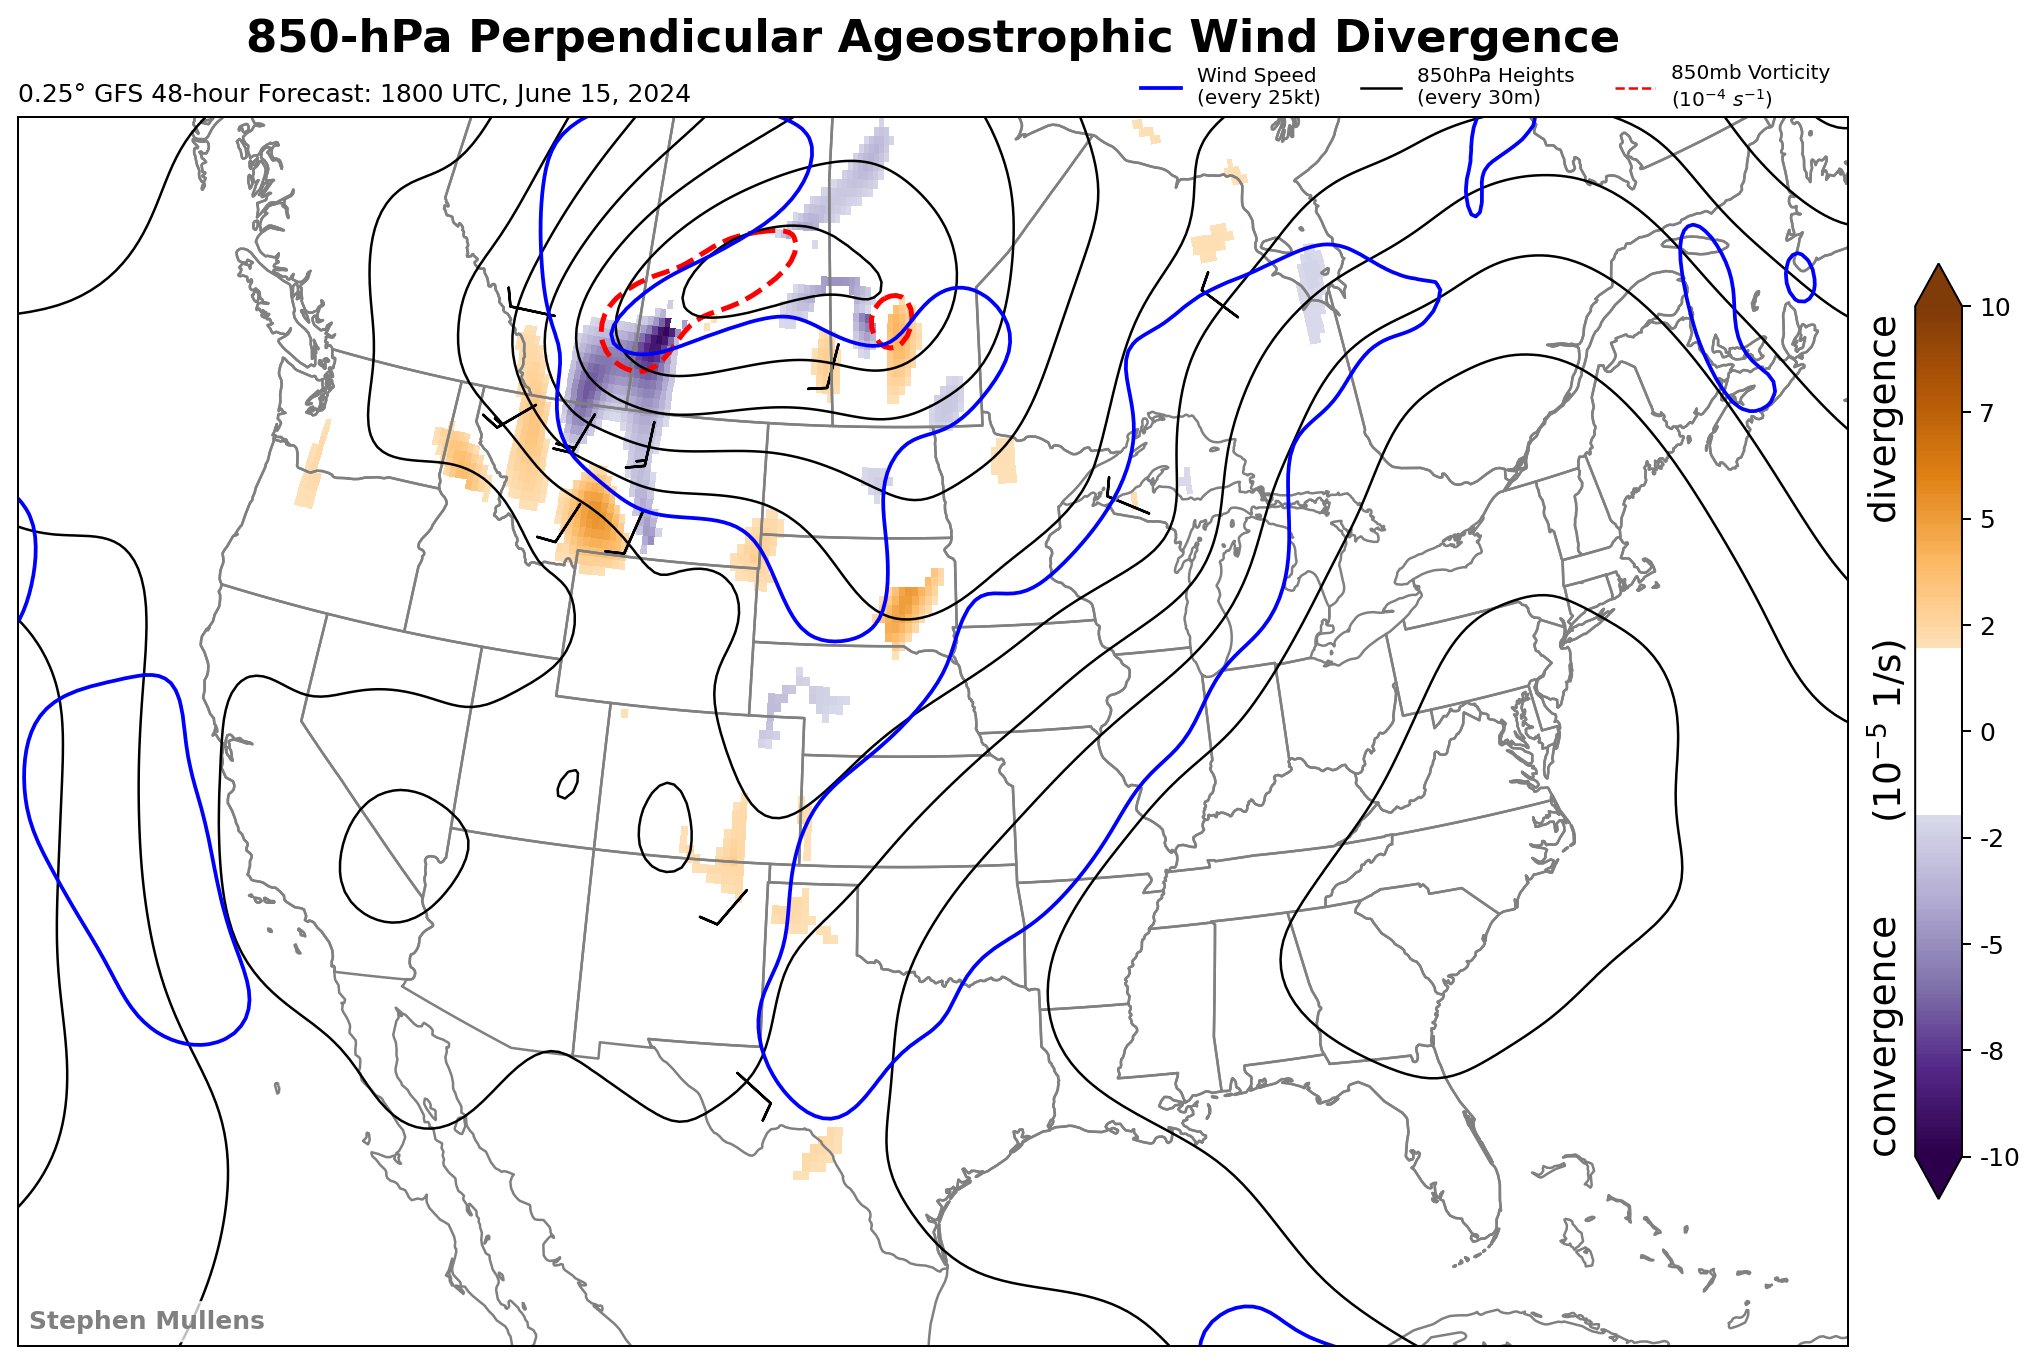 850-hPa Perpendicular Ageostrophic Wind Divergence
0.25° GFS 48-hour Forecast: 1800 UTC, June 15, 2024
Wind Speed
(every 25kt)
850hPa Heights
(every 30m)
850mb Vorticity
(10⁻⁴ s⁻¹)
10
7
5
2
0
-2
-5
-8
-10
divergence
(10⁻⁵ 1/s)
convergence
Stephen Mullens